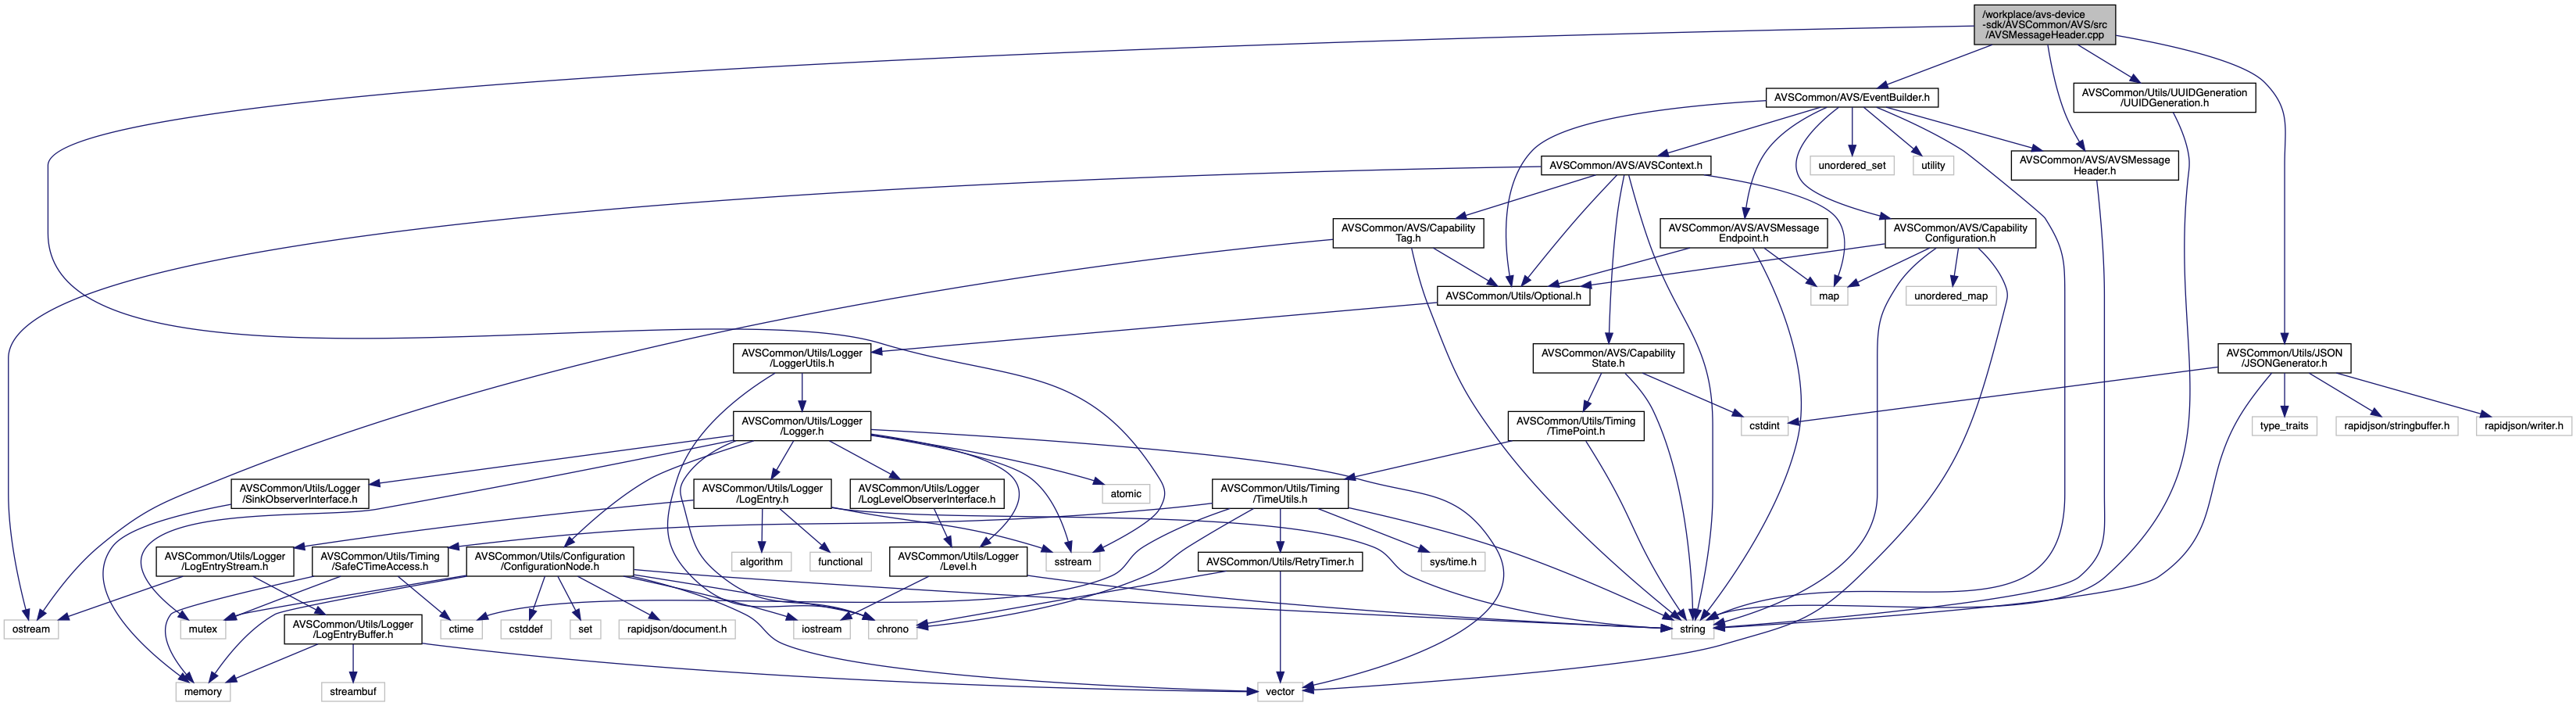 /workplace/avs-device
-sdk/AVSCommon/AVS/src
/AVSMessageHeader.cpp
AVSCommon/AVS/EventBuilder.h
AVSCommon/Utils/UUIDGeneration
/UUIDGeneration.h
AVSCommon/AVS/AVSContext.h
unordered_set
utility
AVSCommon/AVS/AVSMessage
Header.h
AVSCommon/AVS/Capability
Tag.h
AVSCommon/AVS/AVSMessage
Endpoint.h
AVSCommon/AVS/Capability
Configuration.h
AVSCommon/Utils/Optional.h
map
unordered_map
AVSCommon/Utils/Logger
/LoggerUtils.h
AVSCommon/AVS/Capability
State.h
AVSCommon/Utils/JSON
/JSONGenerator.h
AVSCommon/Utils/Logger
/Logger.h
AVSCommon/Utils/Timing
/TimePoint.h
cstdint
type_traits
rapidjson/stringbuffer.h
rapidjson/writer.h
AVSCommon/Utils/Logger
/SinkObserverInterface.h
AVSCommon/Utils/Logger
/LogEntry.h
AVSCommon/Utils/Logger
/LogLevelObserverInterface.h
atomic
AVSCommon/Utils/Timing
/TimeUtils.h
AVSCommon/Utils/Logger
/LogEntryStream.h
AVSCommon/Utils/Timing
/SafeCTimeAccess.h
AVSCommon/Utils/Configuration
/ConfigurationNode.h
algorithm
functional
AVSCommon/Utils/Logger
/Level.h
sstream
AVSCommon/Utils/RetryTimer.h
sys/time.h
ostream
mutex
AVSCommon/Utils/Logger
/LogEntryBuffer.h
ctime
cstddef
set
rapidjson/document.h
iostream
chrono
string
memory
streambuf
vector